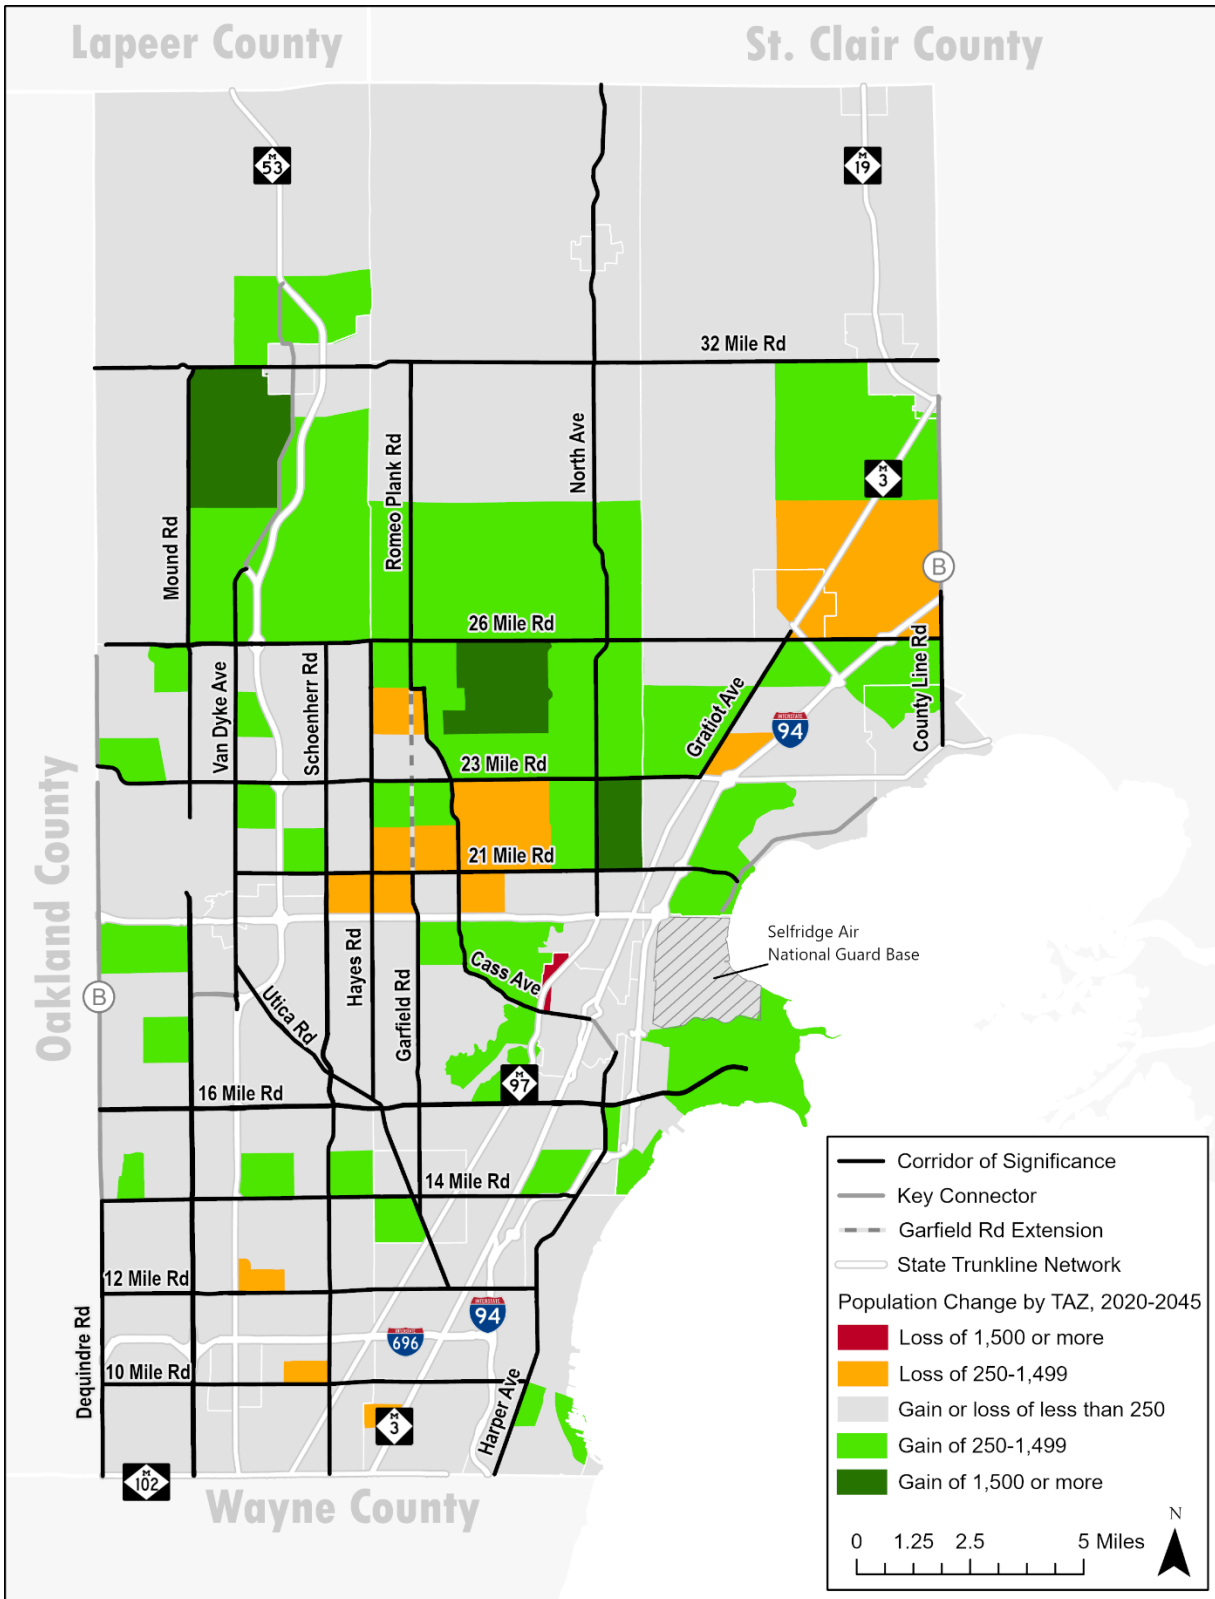 Lapeer County
St. Clair County
M
53
M
19
32 Mile Rd
Romeo Plank Rd
North Ave
M
3
Mound Rd
B
26 Mile Rd
Van Dyke Ave
Schoenherr Rd
County Line Rd
Gratiot Ave
INTERSTATE
94
23 Mile Rd
Oakland County
21 Mile Rd
Selfridge Air
National Guard Base
Hayes Rd
Cass Ave
B
Utica Rd
Garfield Rd
M
97
16 Mile Rd
14 Mile Rd
12 Mile Rd
Dequindre Rd
INTERSTATE
94
INTERSTATE
696
10 Mile Rd
Harper Ave
M
3
M
102
Wayne County
Corridor of Significance
Key Connector
Garfield Rd Extension
State Trunkline Network
Population Change by TAZ, 2020-2045
Loss of 1,500 or more
Loss of 250-1,499
Gain or loss of less than 250
Gain of 250-1,499
Gain of 1,500 or more
N
0 1.25 2.5 5 Miles